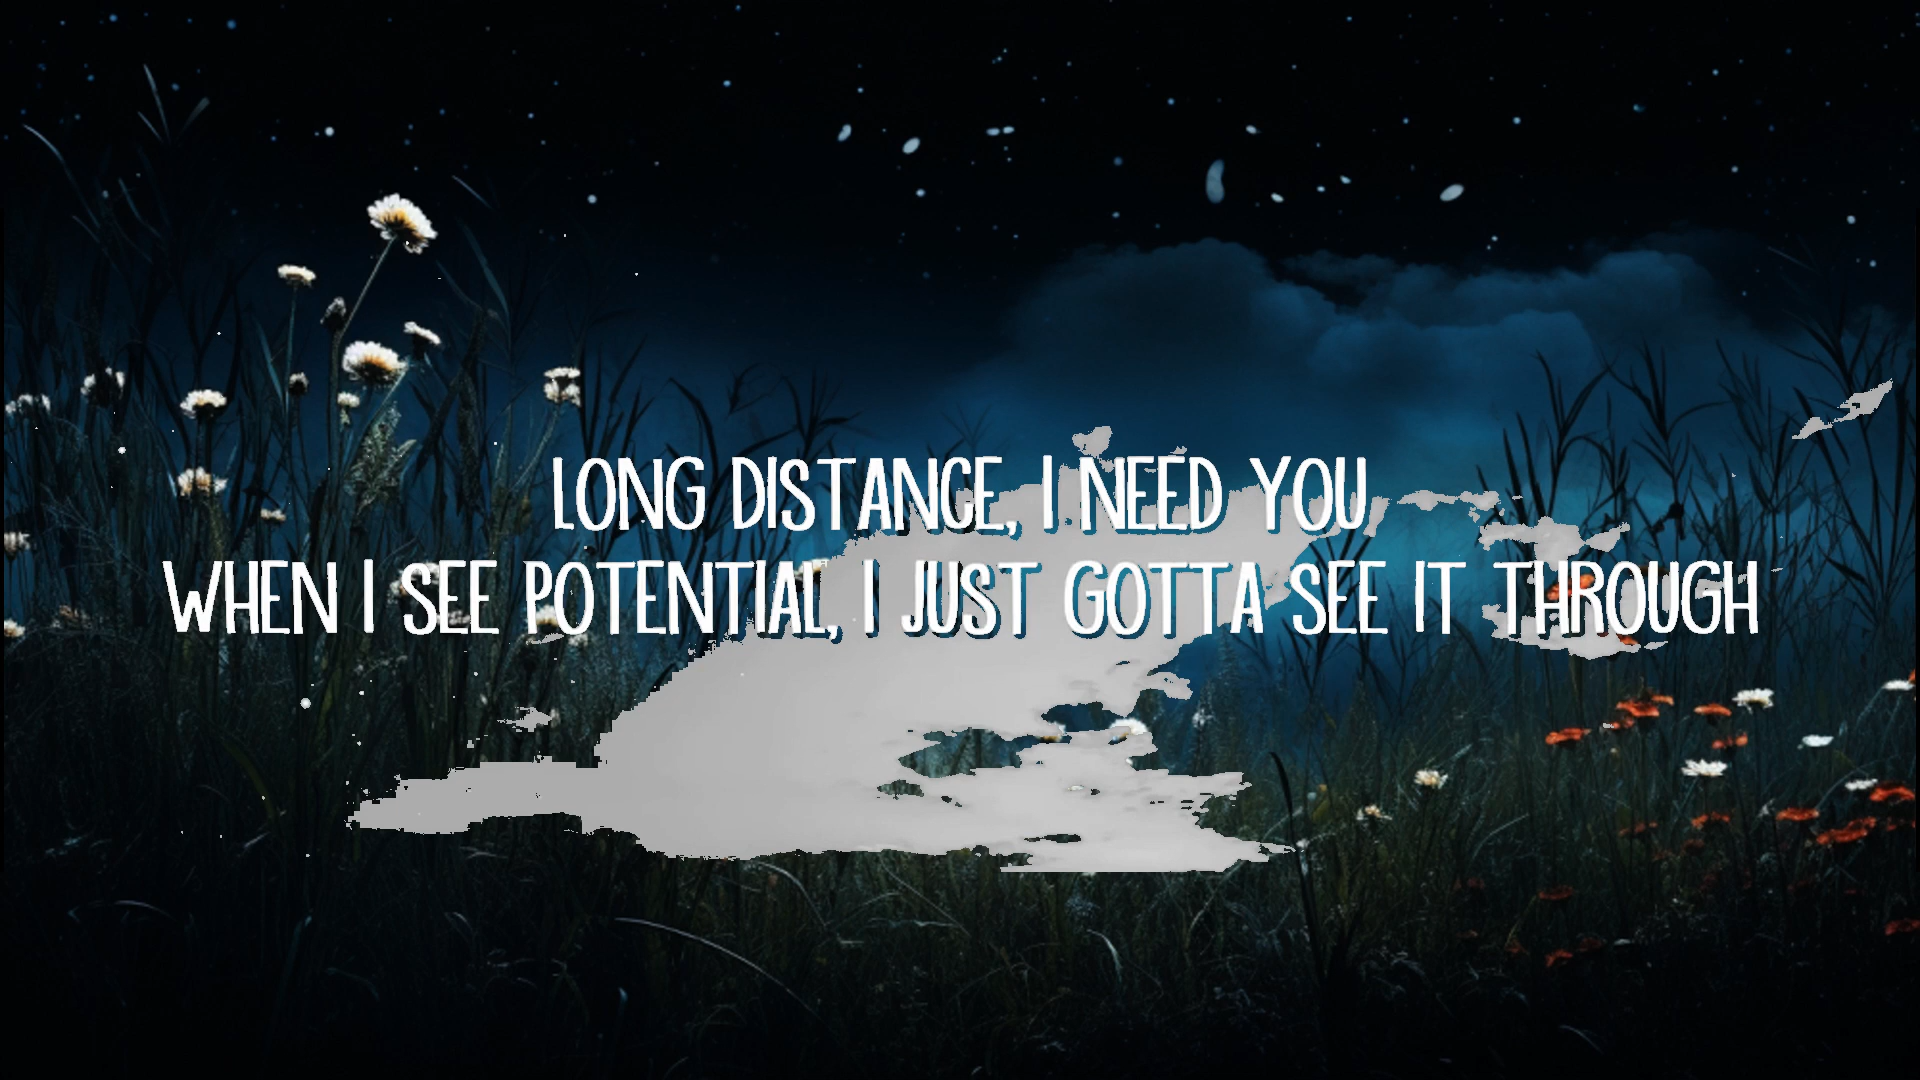 LONG DISTANCE, I NEED YOU
WHEN I SEE POTENTIAL, I JUST GOTTA SEE IT THROUGH